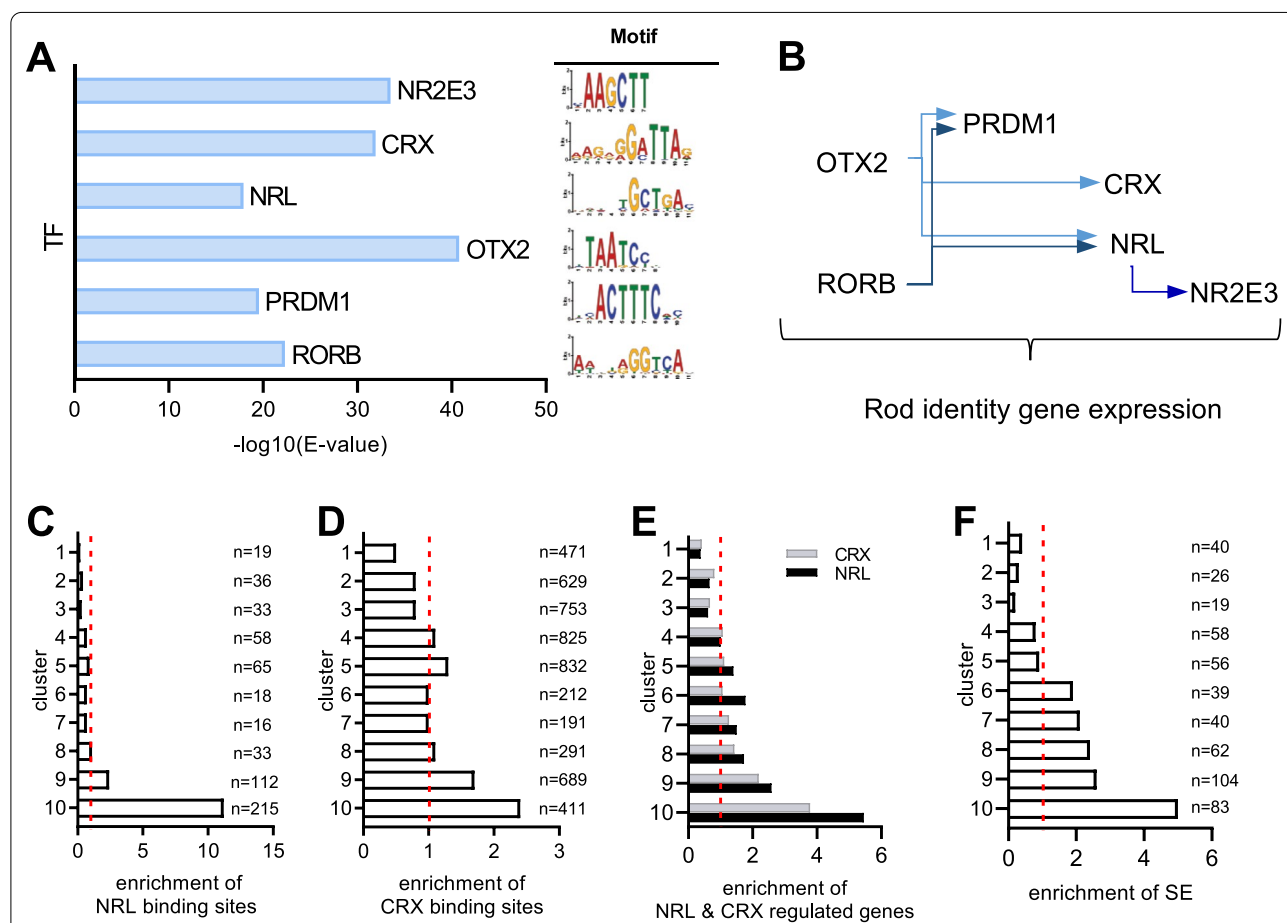 A
Motif
NR2E3
CRX
NRL
OTX2
PRDM1
RORB
TF
0 10 20 30 40 50
-log10(E-value)
AAGCTT
B
OTX2
RORB
PRDM1
CRX
NRL
NR2E3
Rod identity gene expression
C
cluster
1 n=19
2 n=36
3 n=33
4 n=58
5 n=65
6 n=18
7 n=16
8 n=33
9 n=112
10 n=215
0 5 10 15
enrichment of
NRL binding sites
D
1 n=471
2 n=629
3 n=753
4 n=825
5 n=832
6 n=212
7 n=191
8 n=291
9 n=689
10 n=411
cluster
0 1 2 3
enrichment of
CRX binding sites
E
CRX
NRL
cluster
1
2
3
4
5
6
7
8
9
10
0 2 4 6
enrichment of
NRL & CRX regulated genes
F
cluster
1 n=40
2 n=26
3 n=19
4 n=58
5 n=56
6 n=39
7 n=40
8 n=62
9 n=104
10 n=83
0 2 4 6
enrichment of SE